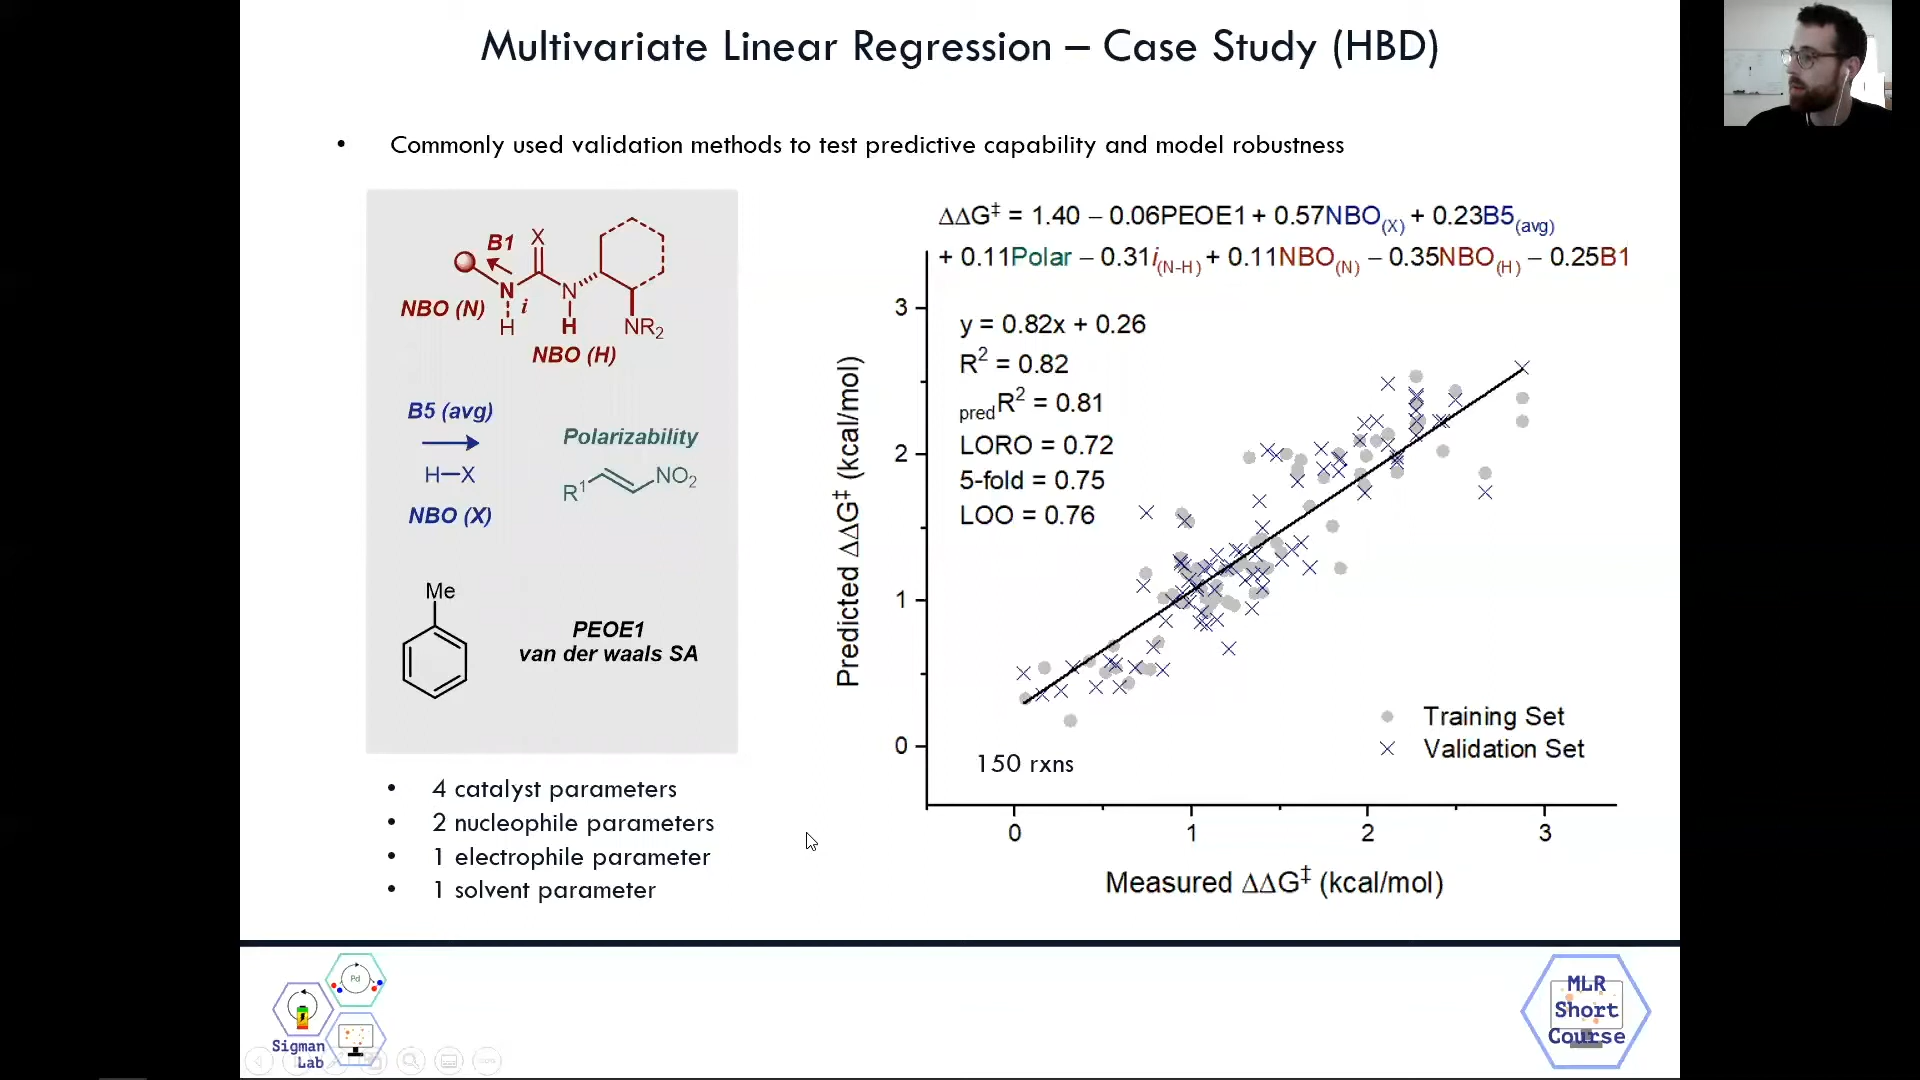 Multivariate Linear Regression – Case Study (HBD)
• Commonly used validation methods to test predictive capability and model robustness
B1
X
NBO (N)
N
i
N
H
H
NR2
NBO (H)
B5 (avg)
H–X
NBO (X)
Polarizability
R1
NO2
Me
PEOE1
van der waals SA
• 4 catalyst parameters
• 2 nucleophile parameters
• 1 electrophile parameter
• 1 solvent parameter
ΔΔG‡ = 1.40 – 0.06PEOE1 + 0.57NBO(X) + 0.23B5(avg)
+ 0.11Polar – 0.31i(N-H) + 0.11NBO(N) – 0.35NBO(H) – 0.25B1
y = 0.82x + 0.26
R2 = 0.82
predR2 = 0.81
LORO = 0.72
5-fold = 0.75
LOO = 0.76
3
2
1
0
Predicted ΔΔG‡ (kcal/mol)
Training Set
Validation Set
150 rxns
0 1 2 3
Measured ΔΔG‡ (kcal/mol)
Pd
Sigman
Lab
MLR
Short
Course